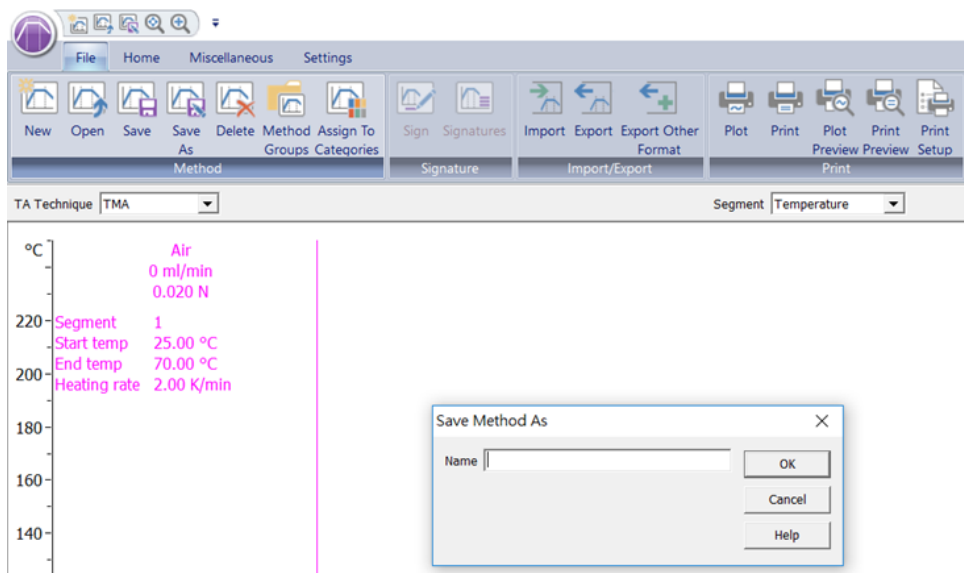 File Home Miscellaneous Settings
New Open Save Save As Delete Method Groups Assign To Categories Sign Signatures Import Export Export Other Format Plot Print Plot Preview Print Preview Print Setup
Method Signature Import/Export Print
TA Technique TMA Segment Temperature
°C Air
0 ml/min
0.020 N
220 Segment 1
Start temp 25.00 °C
End temp 70.00 °C
200 Heating rate 2.00 K/min
Save Method As
180
Name OK
160
Cancel
140 Help